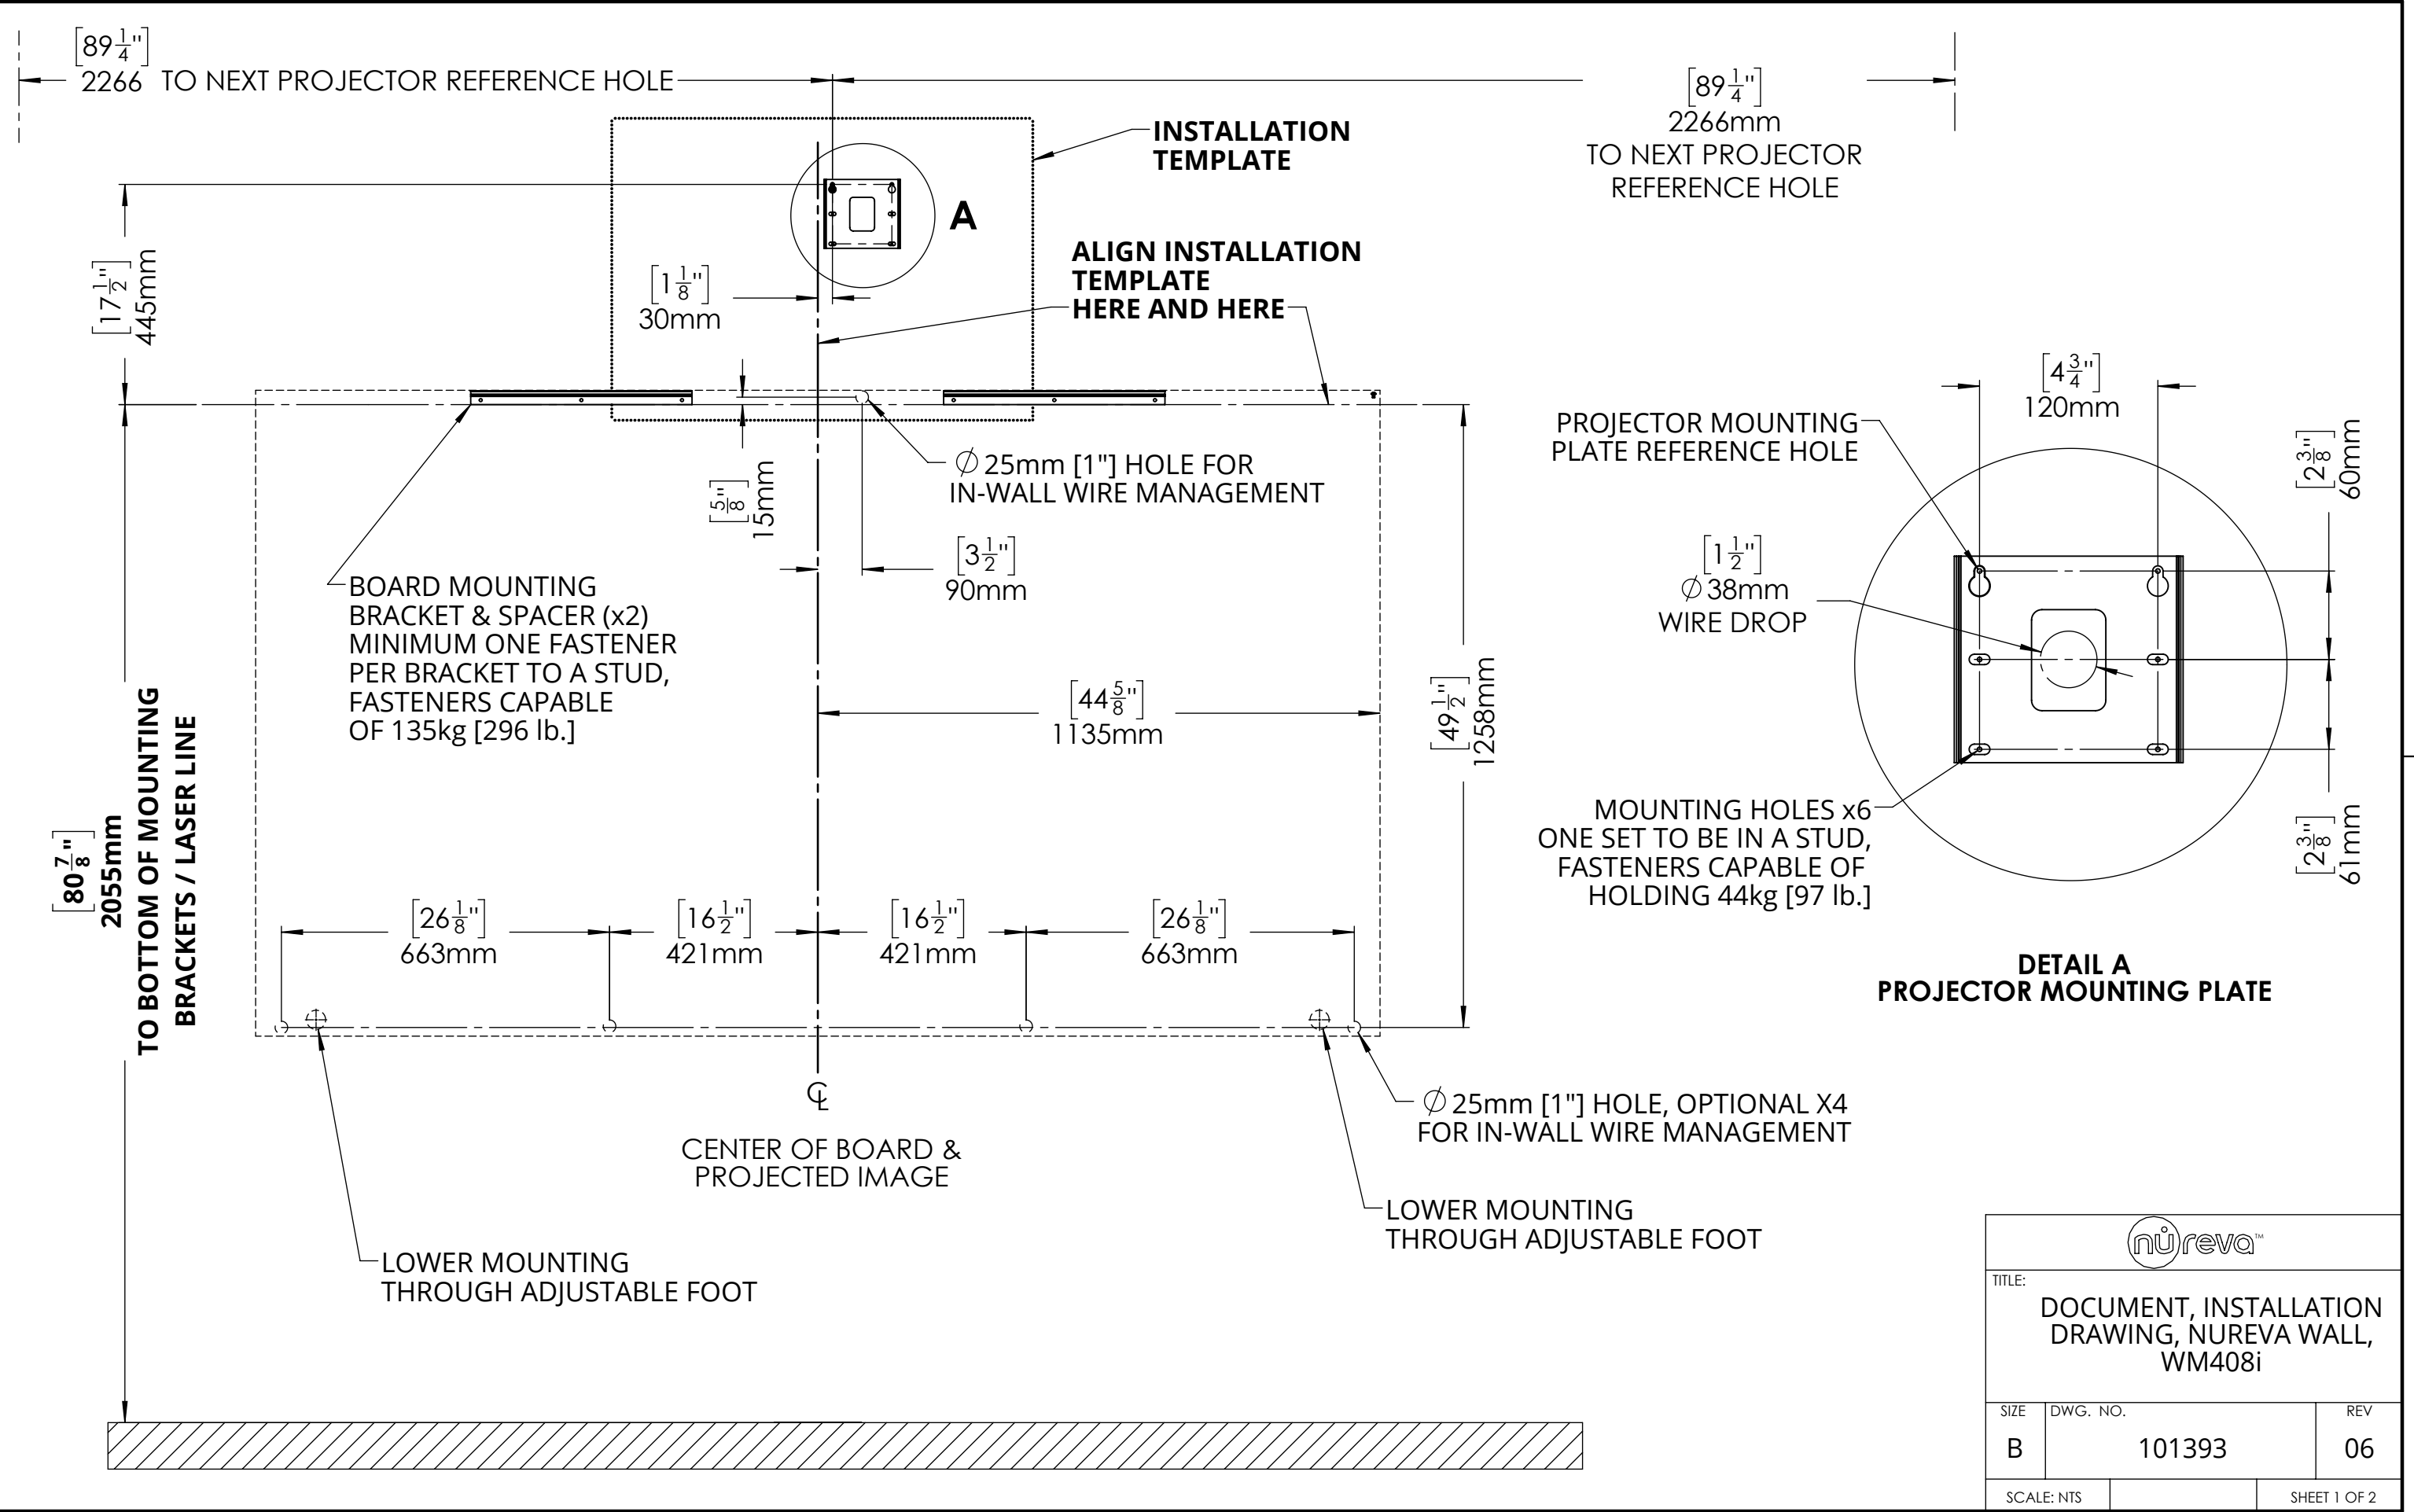 [89 1/4"]
2266 TO NEXT PROJECTOR REFERENCE HOLE
[89 1/4"]
2266mm
TO NEXT PROJECTOR
REFERENCE HOLE
INSTALLATION
TEMPLATE
A
[17 1/2"]
445mm
[1 1/8"]
30mm
ALIGN INSTALLATION
TEMPLATE
HERE AND HERE
[5/8"]
15mm
⌀ 25mm [1"] HOLE FOR
IN-WALL WIRE MANAGEMENT
[3 1/2"]
90mm
BOARD MOUNTING
BRACKET & SPACER (x2)
MINIMUM ONE FASTENER
PER BRACKET TO A STUD,
FASTENERS CAPABLE
OF 135kg [296 lb.]
[44 5/8"]
1135mm
[49 1/2"]
1258mm
[80 7/8"]
2055mm
TO BOTTOM OF MOUNTING
BRACKETS / LASER LINE
[26 1/8"]
663mm
[16 1/2"]
421mm
[16 1/2"]
421mm
[26 1/8"]
663mm
℄
CENTER OF BOARD &
PROJECTED IMAGE
⌀ 25mm [1"] HOLE, OPTIONAL X4
FOR IN-WALL WIRE MANAGEMENT
LOWER MOUNTING
THROUGH ADJUSTABLE FOOT
LOWER MOUNTING
THROUGH ADJUSTABLE FOOT
[4 3/4"]
120mm
PROJECTOR MOUNTING
PLATE REFERENCE HOLE
[2 3/8"]
60mm
[1 1/2"]
⌀ 38mm
WIRE DROP
MOUNTING HOLES x6
ONE SET TO BE IN A STUD,
FASTENERS CAPABLE OF
HOLDING 44kg [97 lb.]
[2 3/8"]
61mm
DETAIL A
PROJECTOR MOUNTING PLATE
nůreva™
TITLE:
DOCUMENT, INSTALLATION
DRAWING, NUREVA WALL,
WM408i
SIZE DWG. NO. REV
B 101393 06
SCALE: NTS SHEET 1 OF 2